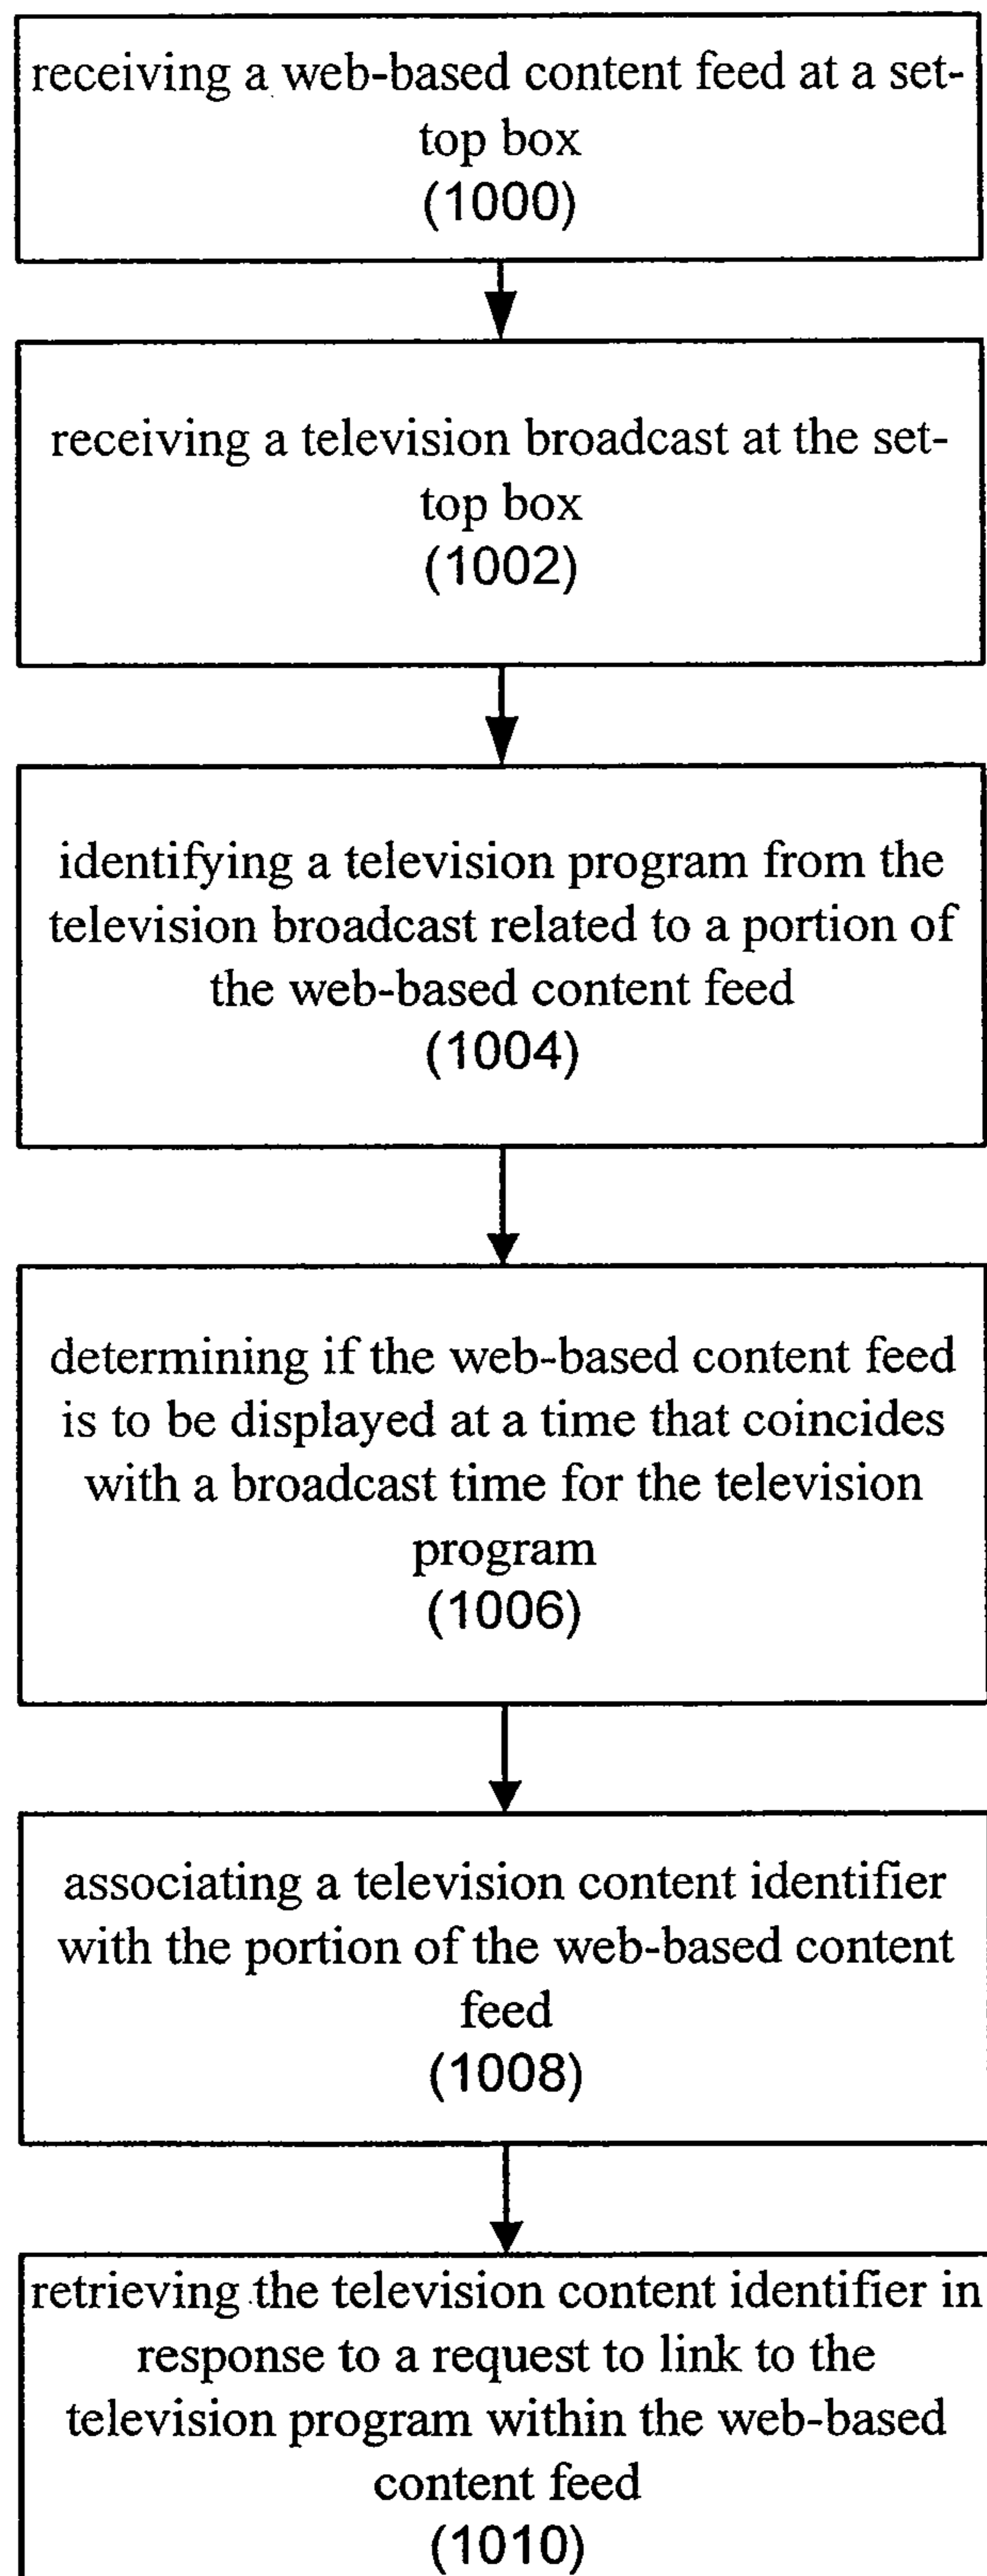 receiving a web-based content feed at a set-
top box
(1000)
receiving a television broadcast at the set-
top box
(1002)
identifying a television program from the
television broadcast related to a portion of
the web-based content feed
(1004)
determining if the web-based content feed
is to be displayed at a time that coincides
with a broadcast time for the television
program
(1006)
associating a television content identifier
with the portion of the web-based content
feed
(1008)
retrieving the television content identifier in
response to a request to link to the
television program within the web-based
content feed
(1010)